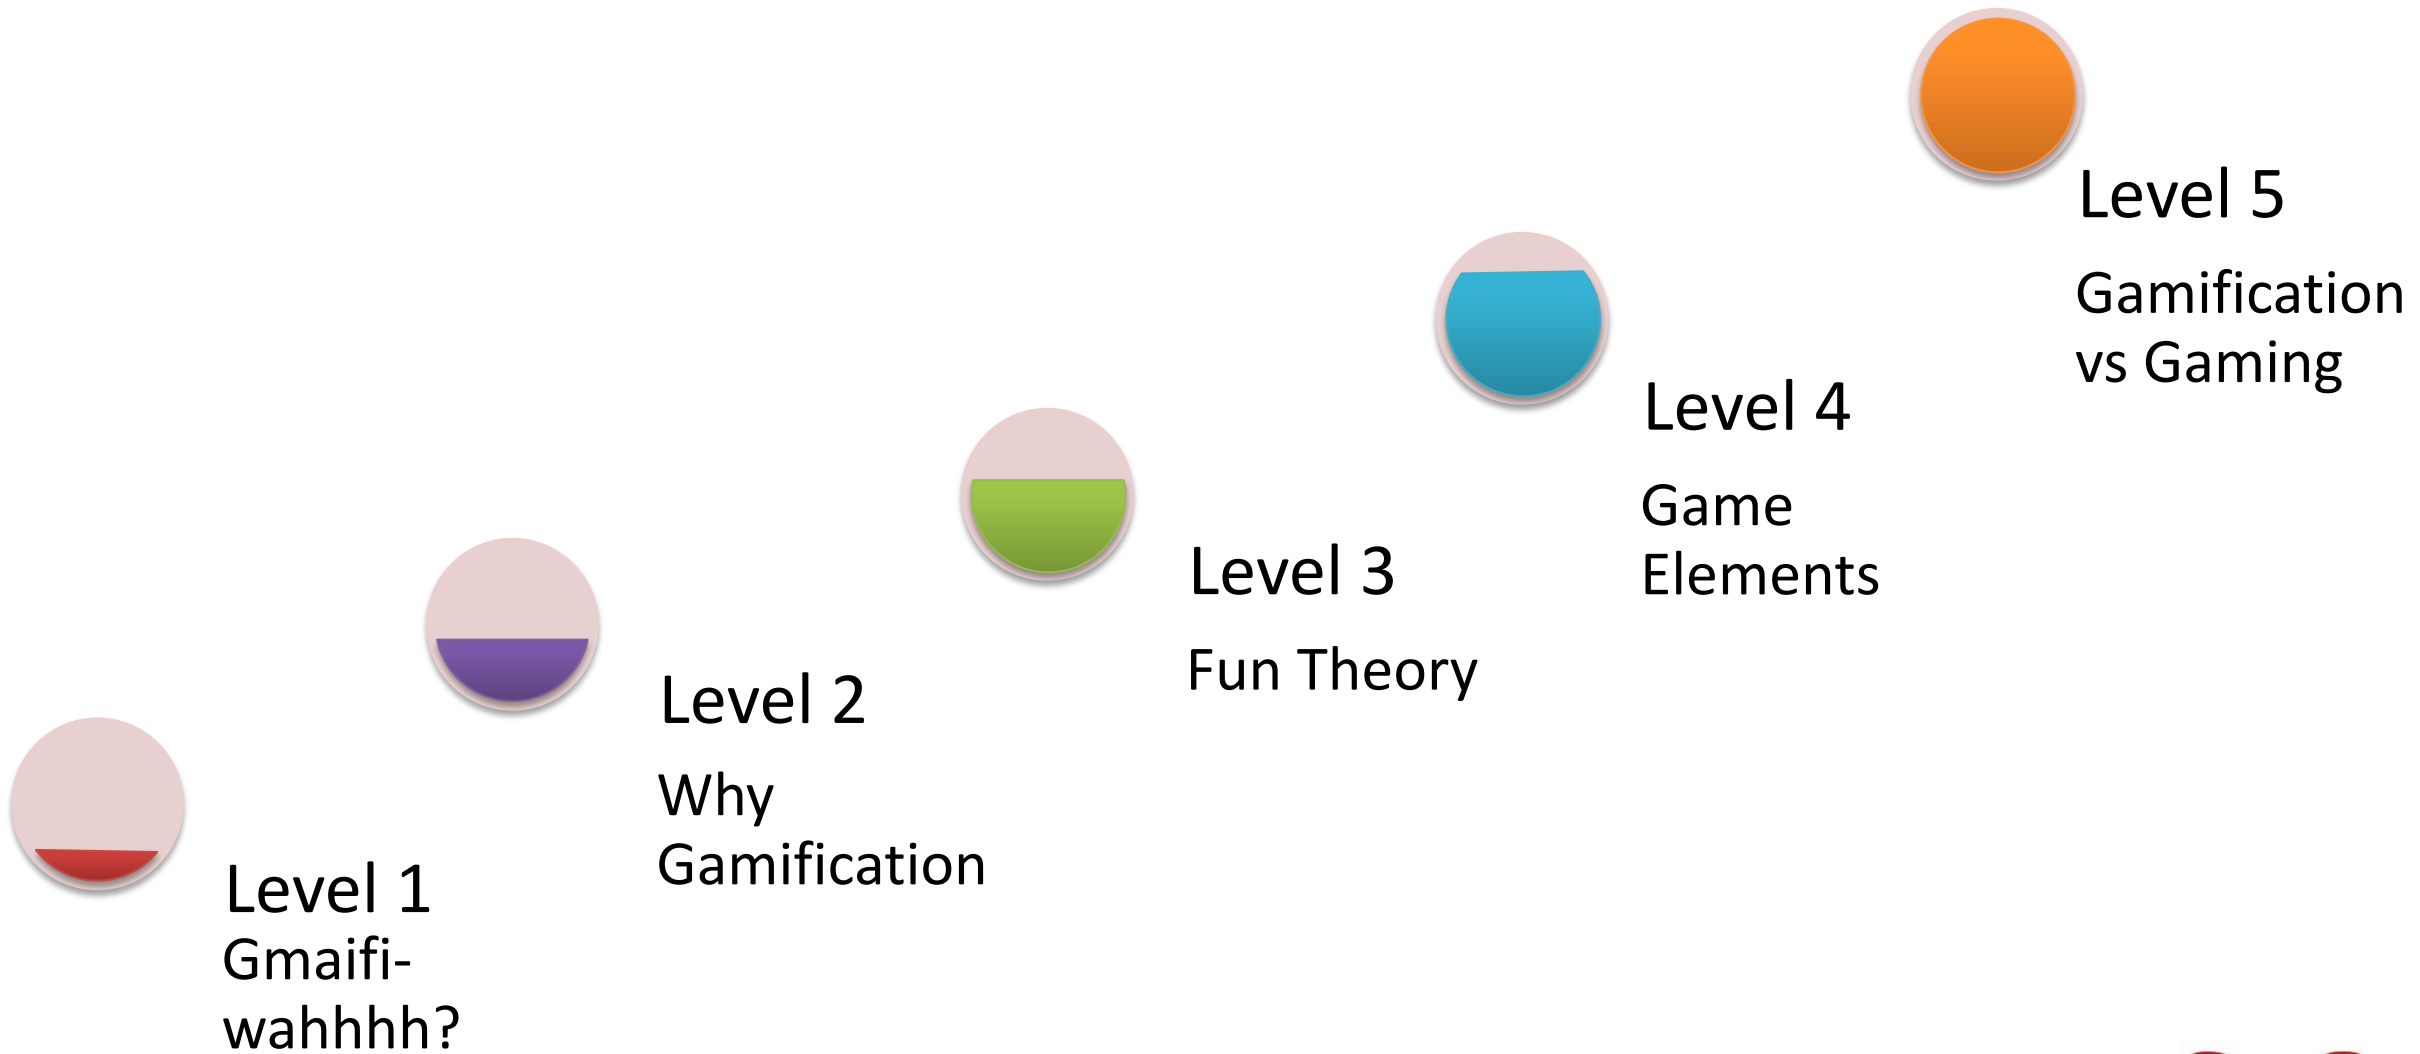 Level 1
Gmaifi-
wahhhh?
Level 2
Why
Gamification
Level 3
Fun Theory
Level 4
Game
Elements
Level 5
Gamification
vs Gaming